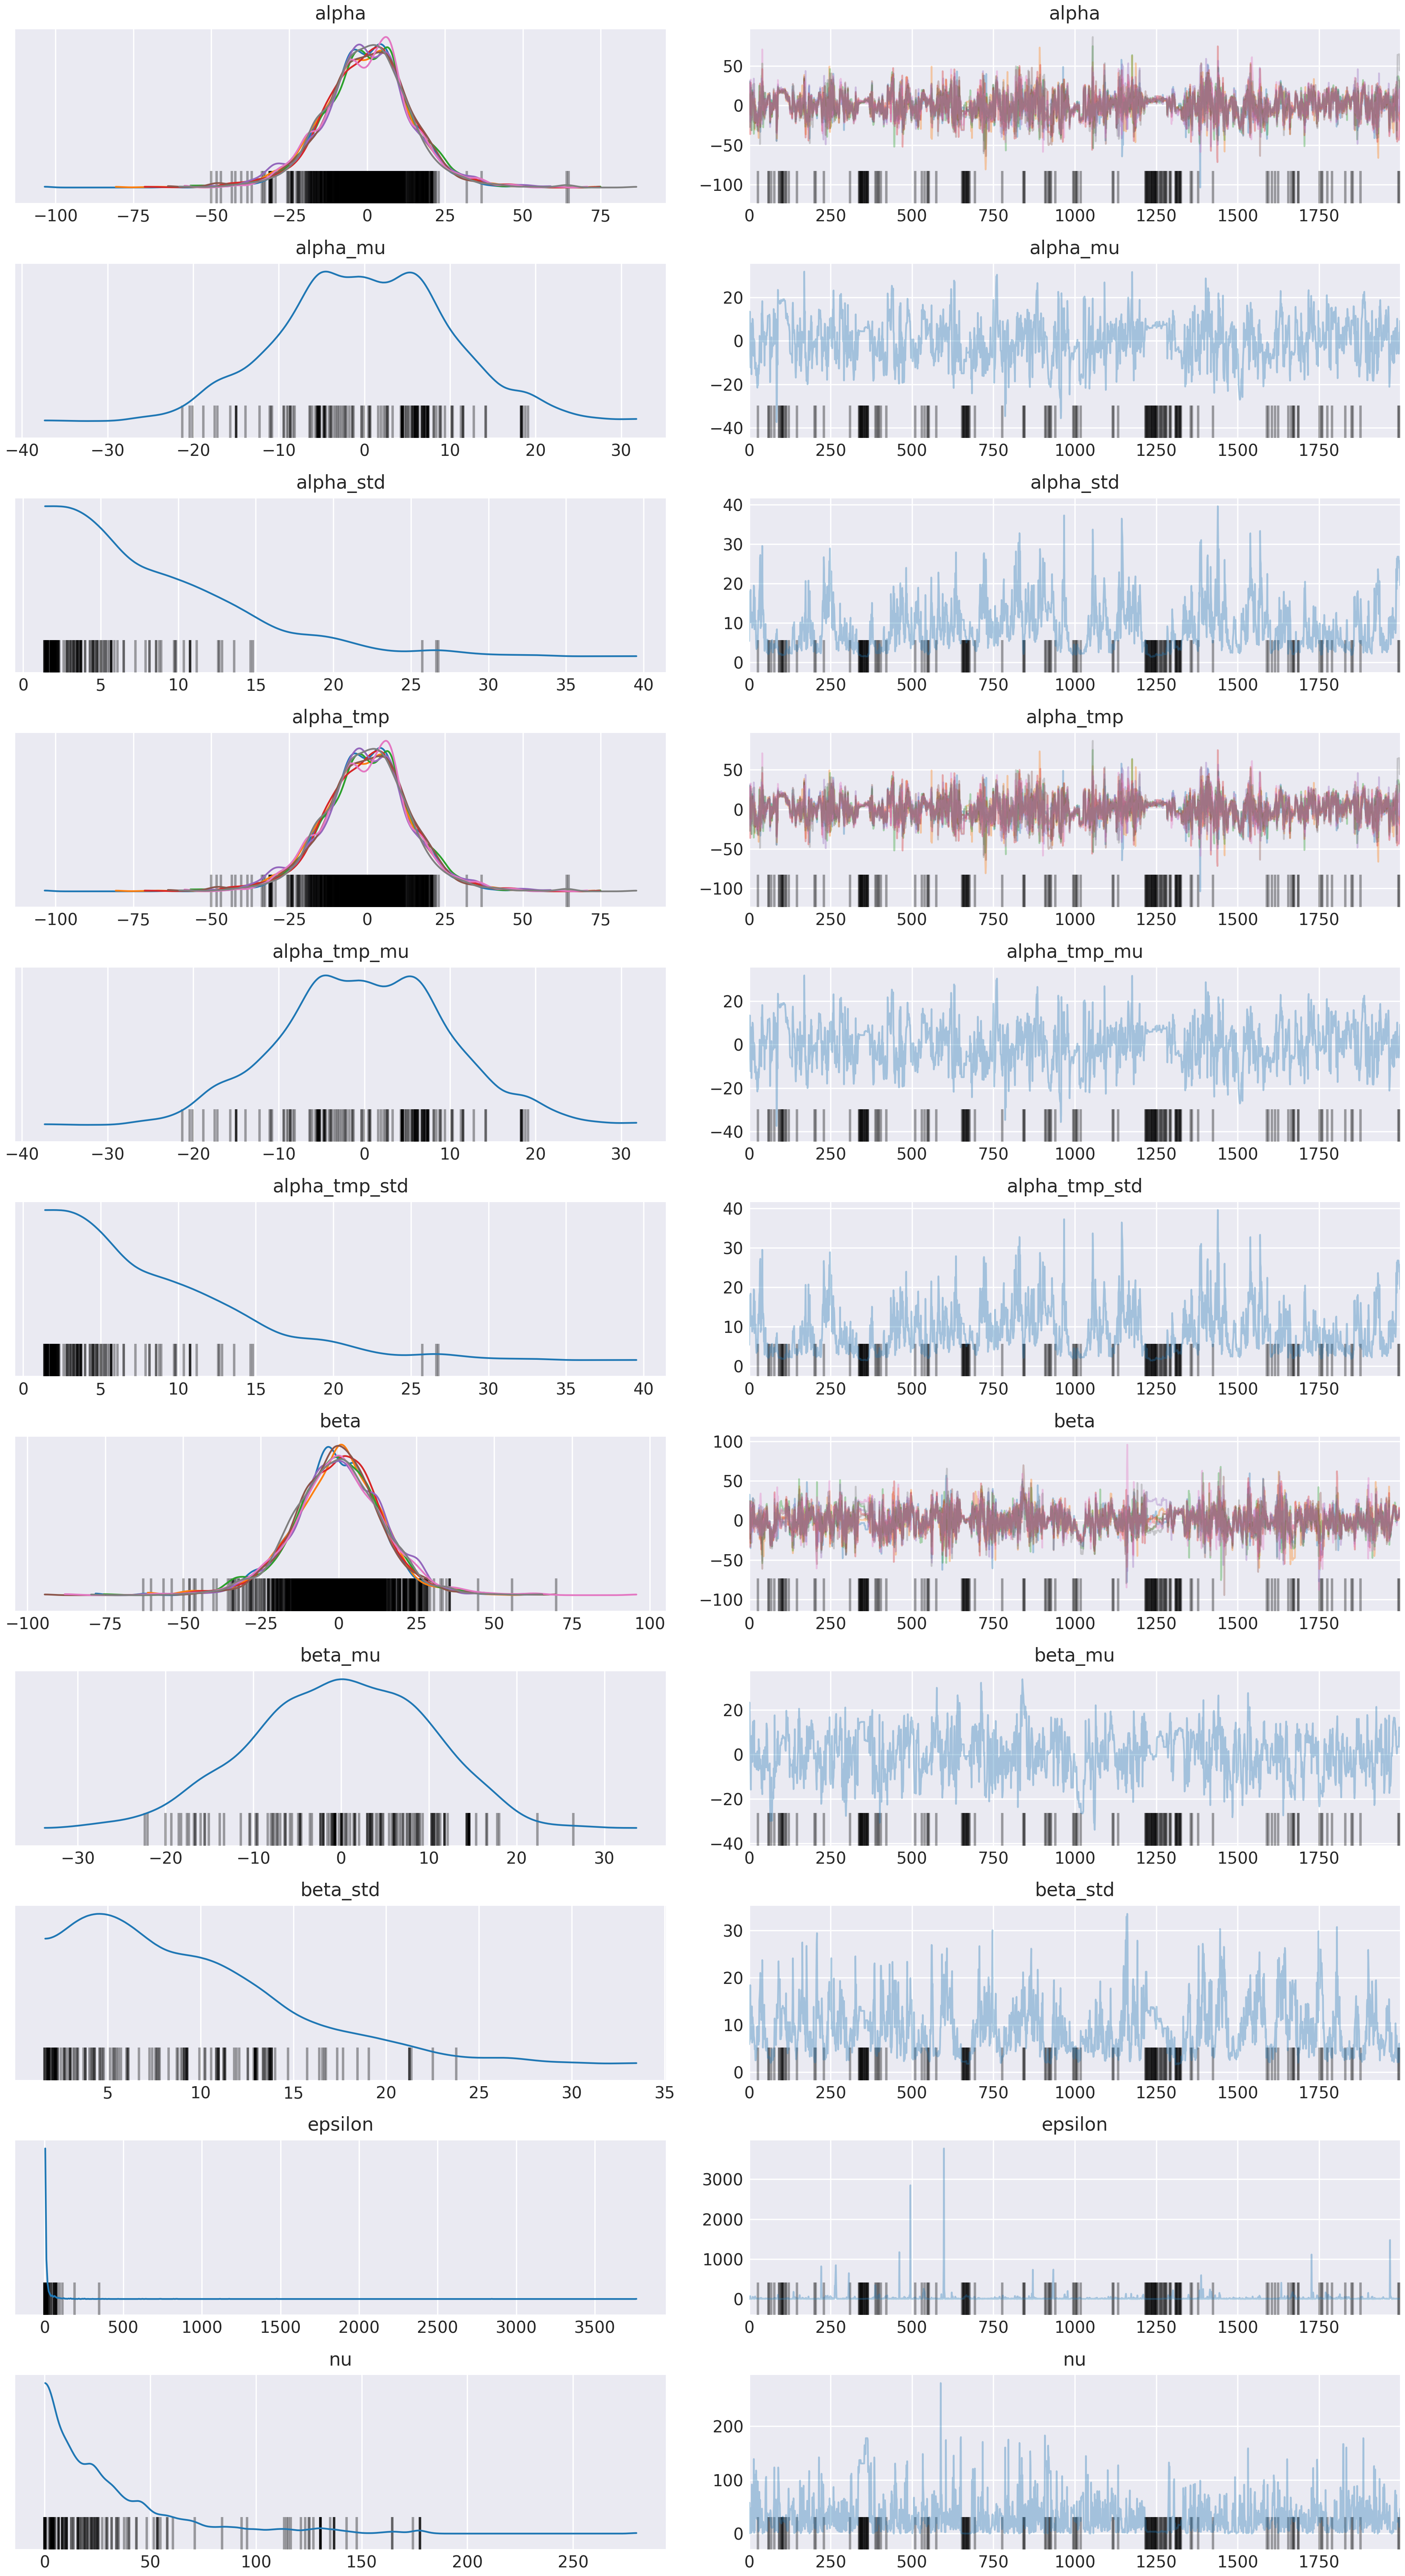 alpha alpha
50
0
−50
−100
−100 −75 −50 −25 0 25 50 75 0 250 500 750 1000 1250 1500 1750
alpha_mu alpha_mu
20
0
−20
−40
−40 −30 −20 −10 0 10 20 30 0 250 500 750 1000 1250 1500 1750
alpha_std alpha_std
40
30
20
10
0
0 5 10 15 20 25 30 35 40 0 250 500 750 1000 1250 1500 1750
alpha_tmp alpha_tmp
50
0
−50
−100
−100 −75 −50 −25 0 25 50 75 0 250 500 750 1000 1250 1500 1750
alpha_tmp_mu alpha_tmp_mu
20
0
−20
−40
−40 −30 −20 −10 0 10 20 30 0 250 500 750 1000 1250 1500 1750
alpha_tmp_std alpha_tmp_std
40
30
20
10
0
0 5 10 15 20 25 30 35 40 0 250 500 750 1000 1250 1500 1750
beta beta
100
50
0
−50
−100
−100 −75 −50 −25 0 25 50 75 100 0 250 500 750 1000 1250 1500 1750
beta_mu beta_mu
20
0
−20
−40
−30 −20 −10 0 10 20 30 0 250 500 750 1000 1250 1500 1750
beta_std beta_std
30
20
10
0
5 10 15 20 25 30 35 0 250 500 750 1000 1250 1500 1750
epsilon epsilon
3000
2000
1000
0
0 500 1000 1500 2000 2500 3000 3500 0 250 500 750 1000 1250 1500 1750
nu nu
200
100
0
0 50 100 150 200 250 0 250 500 750 1000 1250 1500 1750